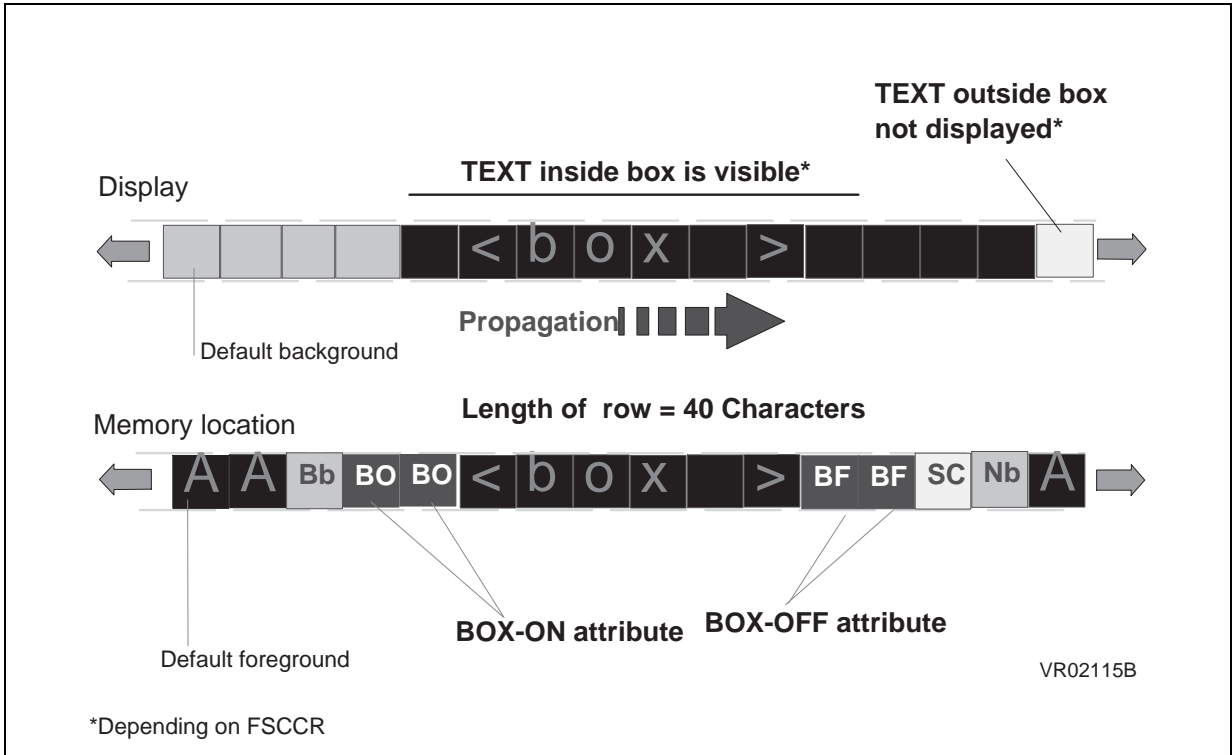 TEXT outside box
not displayed*
TEXT inside box is visible*
Display
< b o x >
Propagation
Default background
Length of row = 40 Characters
Memory location
A A Bb BO BO < b o x > BF BF SC Nb A
BOX-ON attribute BOX-OFF attribute
Default foreground
VR02115B
*Depending on FSCCR